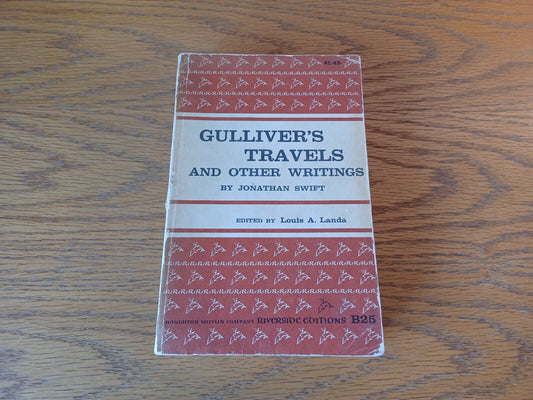 $1.45
GULLIVER'S
TRAVELS
AND OTHER WRITINGS
BY JONATHAN SWIFT
EDITED BY Louis A. Landa
HOUGHTON MIFFLIN COMPANY RIVERSIDE EDITIONS B25